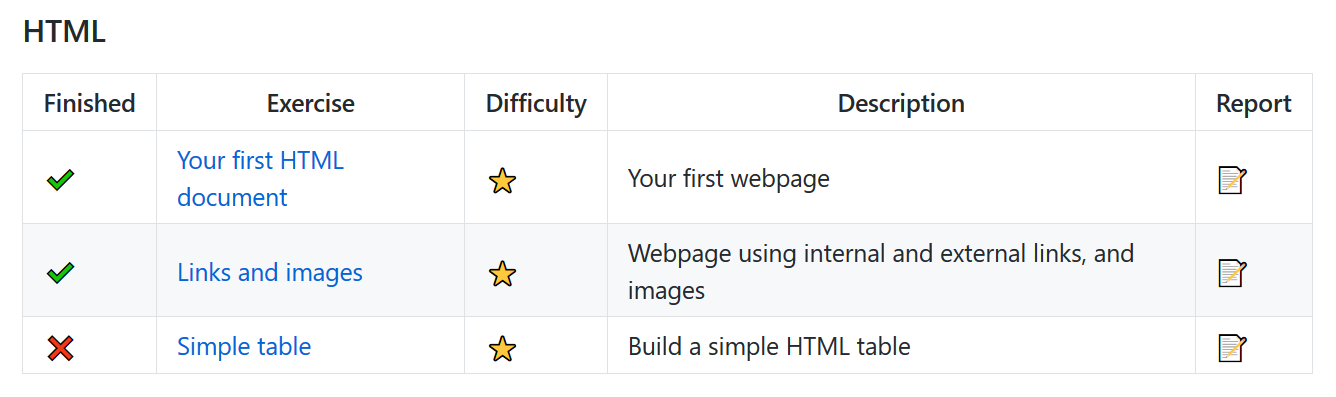 HTML
Finished Exercise Difficulty Description Report
Your first HTML
document
Your first webpage
Links and images
Webpage using internal and external links, and
images
Simple table
Build a simple HTML table